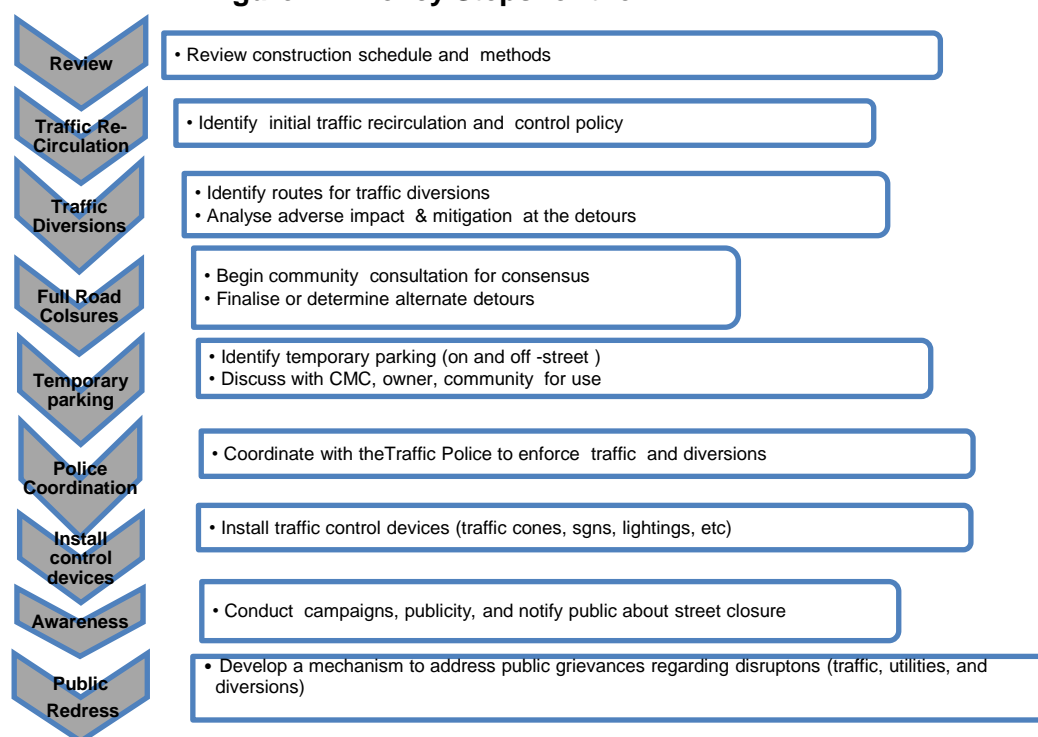 Key Steps
Review
• Review construction schedule and methods
Traffic Re-
Circulation
• Identify initial traffic recirculation and control policy
Traffic
Diversions
• Identify routes for traffic diversions
• Analyse adverse impact & mitigation at the detours
Full Road
Colsures
• Begin community consultation for consensus
• Finalise or determine alternate detours
Temporary
parking
• Identify temporary parking (on and off -street )
• Discuss with CMC, owner, community for use
Police
Coordination
• Coordinate with theTraffic Police to enforce traffic and diversions
Install
control
devices
• Install traffic control devices (traffic cones, sgns, lightings, etc)
Awareness
• Conduct campaigns, publicity, and notify public about street closure
Public
Redress
• Develop a mechanism to address public grievances regarding disruptons (traffic, utilities, and
diversions)